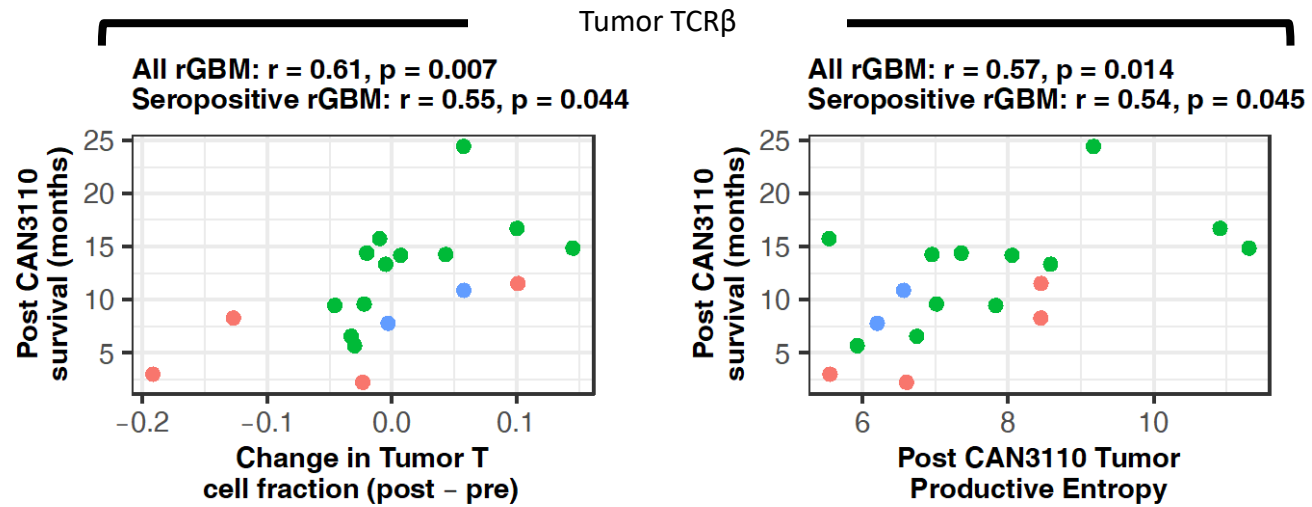 Tumor TCRβ
All rGBM: r = 0.61, p = 0.007
Seropositive rGBM: r = 0.55, p = 0.044
Post CAN3110
survival (months)
25
20
15
10
5
−0.2
−0.1
0.0
0.1
Change in Tumor T
cell fraction (post − pre)
All rGBM: r = 0.57, p = 0.014
Seropositive rGBM: r = 0.54, p = 0.045
Post CAN3110
survival (months)
25
20
15
10
5
6
8
10
Post CAN3110 Tumor
Productive Entropy